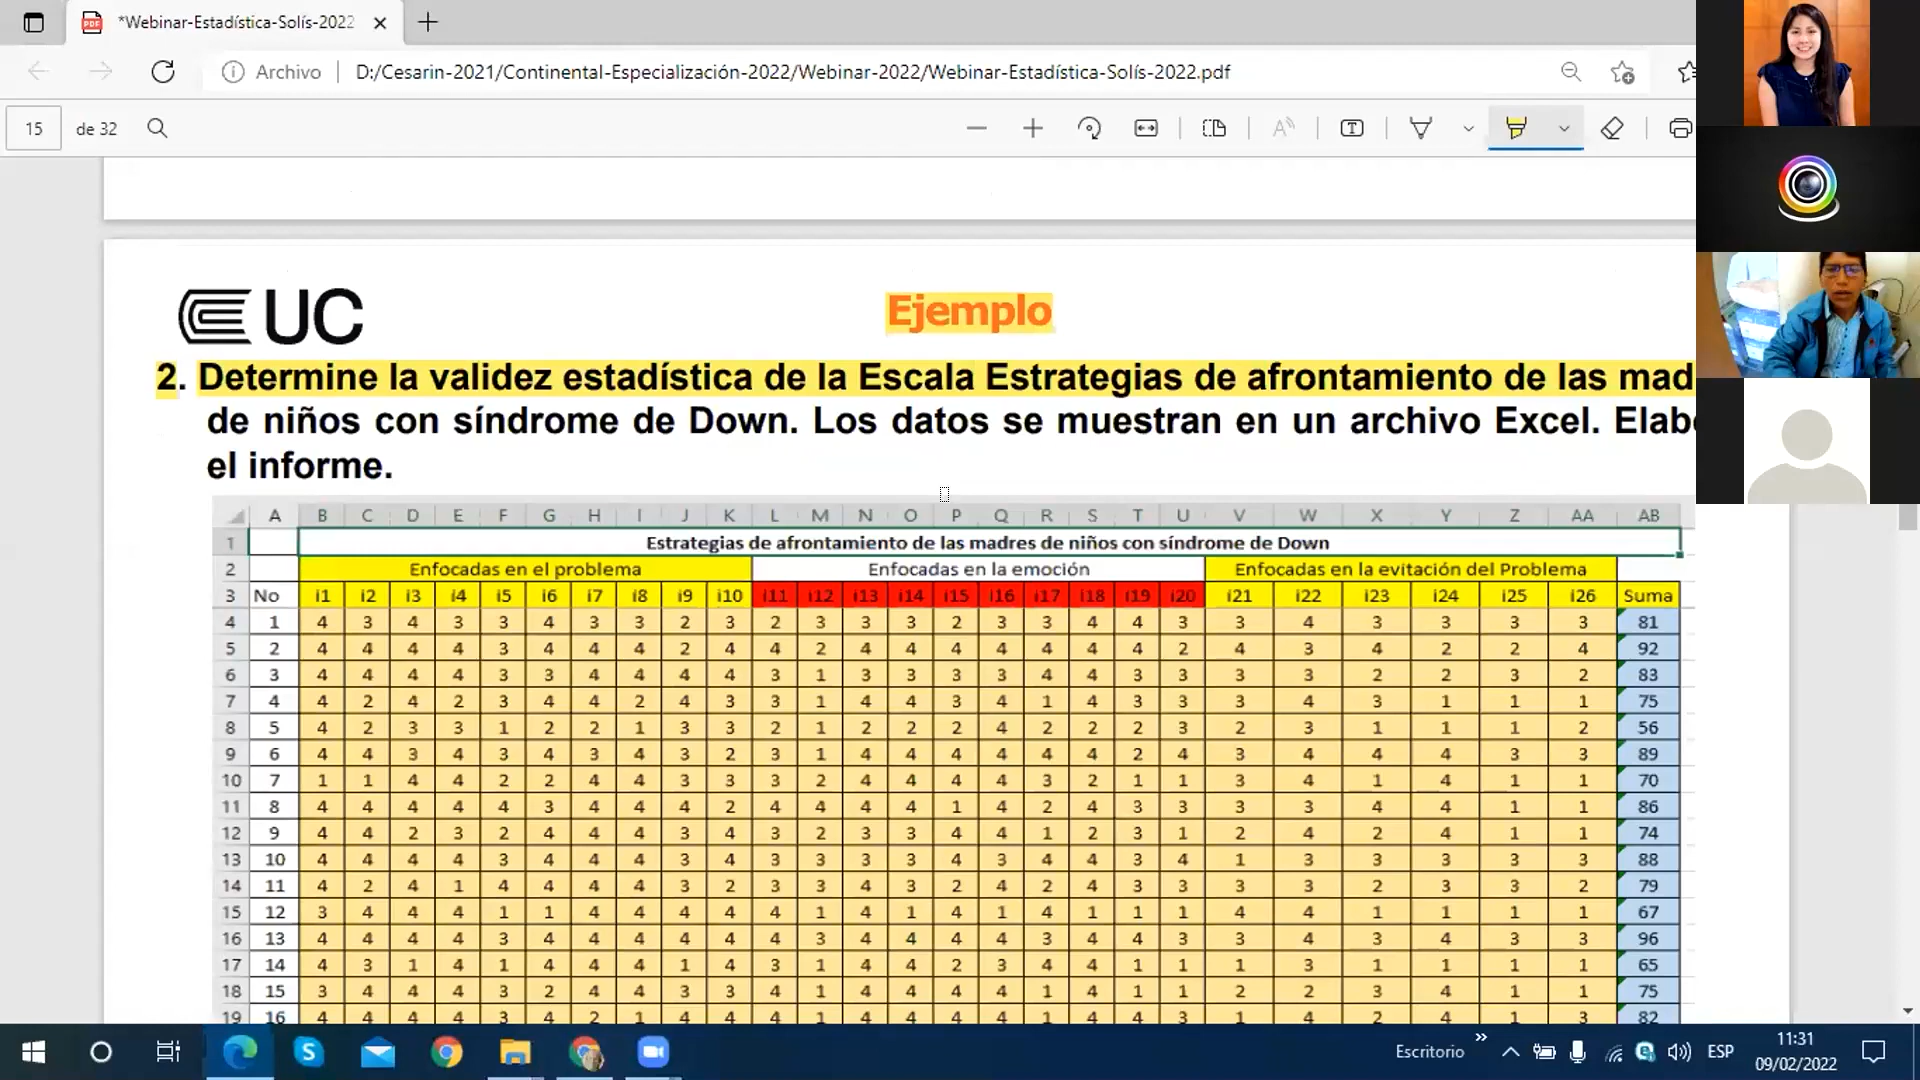 *Webinar-Estadística-Solís-2022
Archivo
D:/Cesarin-2021/Continental-Especialización-2022/Webinar-2022/Webinar-Estadística-Solís-2022.pdf
15 de 32
UC
Ejemplo
2. Determine la validez estadística de la Escala Estrategias de afrontamiento de las mad
de niños con síndrome de Down. Los datos se muestran en un archivo Excel. Elab
el informe.
A B C D E F G H I J K L M N O P Q R S T U V W X Y Z AA AB
1 Estrategias de afrontamiento de las madres de niños con síndrome de Down
2 Enfocadas en el problema Enfocadas en la emoción Enfocadas en la evitación del Problema
3 No i1 i2 i3 i4 i5 i6 i7 i8 i9 i10 i11 i12 i13 i14 i15 i16 i17 i18 i19 i20 i21 i22 i23 i24 i25 i26 Suma
4 1 4 3 4 3 3 4 3 3 2 3 2 3 3 3 2 3 3 4 4 3 3 4 3 3 3 3 81
5 2 4 4 4 4 3 4 4 4 2 4 4 2 4 4 4 4 4 4 4 2 4 3 4 2 2 4 92
6 3 4 4 4 4 3 3 4 4 4 4 3 1 3 3 3 3 4 4 3 3 3 3 2 2 3 2 83
7 4 4 2 4 2 3 4 4 2 4 3 3 1 4 4 3 4 1 4 3 3 3 4 3 1 1 1 75
8 5 4 2 3 3 1 2 2 1 3 3 2 1 2 2 2 4 2 2 2 3 2 3 1 1 1 2 56
9 6 4 4 3 4 3 4 3 4 3 2 3 1 4 4 4 4 4 4 2 4 3 4 4 4 3 3 89
10 7 1 1 4 4 2 2 4 4 3 3 3 2 4 4 4 4 3 2 1 1 3 4 1 4 1 1 70
11 8 4 4 4 4 4 3 4 4 4 2 4 4 4 4 1 4 2 4 3 3 3 3 4 4 1 1 86
12 9 4 4 2 3 2 4 4 4 3 4 3 2 3 3 4 4 1 2 3 1 2 4 2 4 1 1 74
13 10 4 4 4 4 3 4 4 4 3 4 3 3 3 3 4 3 4 4 3 4 1 3 3 3 3 3 88
14 11 4 2 4 1 4 4 4 4 3 2 3 3 4 3 2 4 2 4 3 3 3 3 2 3 3 2 79
15 12 3 4 4 4 1 1 4 4 4 4 4 1 4 1 4 1 4 1 1 1 4 4 1 1 1 1 67
16 13 4 4 4 4 3 4 4 4 4 4 4 3 4 4 4 4 3 4 4 3 3 4 3 4 3 3 96
17 14 4 3 1 4 1 4 4 4 1 4 3 1 4 4 2 3 4 4 1 1 1 3 1 1 1 1 65
18 15 3 4 4 4 3 2 4 4 3 3 4 1 4 4 4 4 1 4 1 1 2 2 3 4 1 1 75
19 16 4 4 4 4 3 4 2 1 4 4 4 1 4 4 4 4 1 4 4 3 1 4 2 4 1 3 82
Escritorio
ESP
11:31
09/02/2022